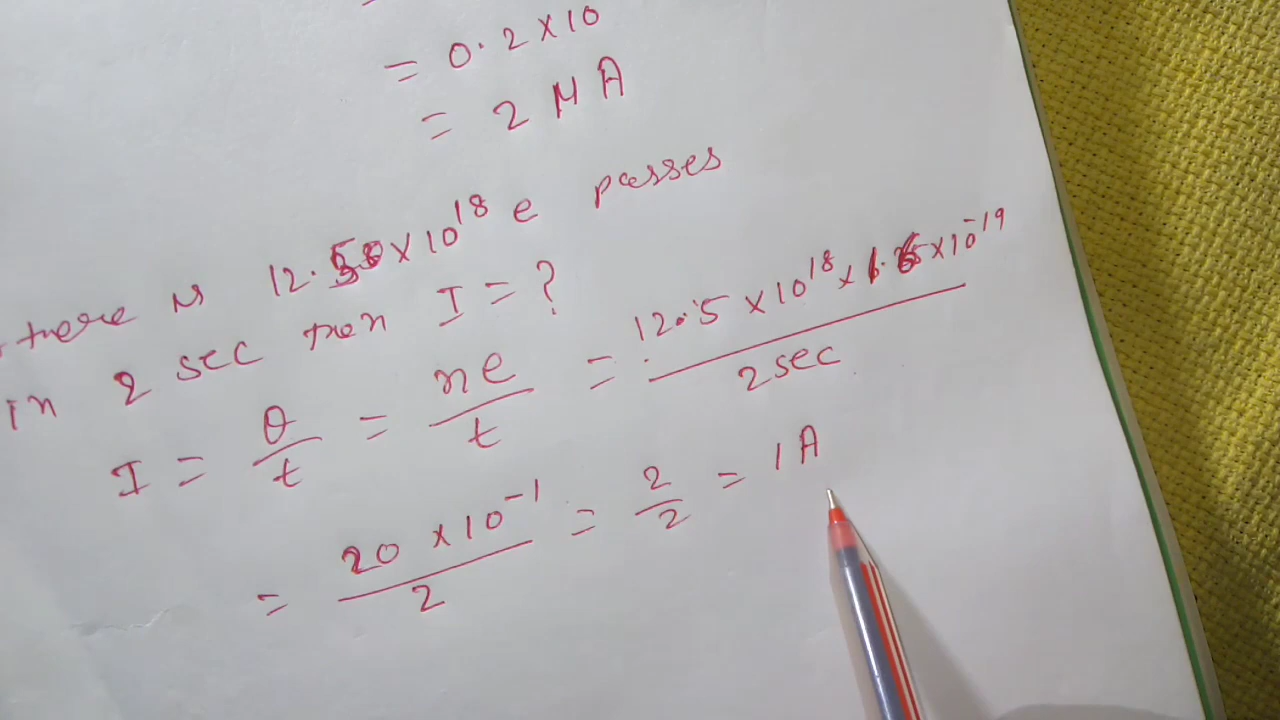 = 0.2 × 10
= 2 μA
there is 12.50×10^18 e passes
in 2 sec then I = ?
I = Q/t = ne/t = 12.5 × 10^18 × 1.6 × 10^-19 / 2 sec
= 20 × 10^-1 / 2 = 2/2 = 1 A